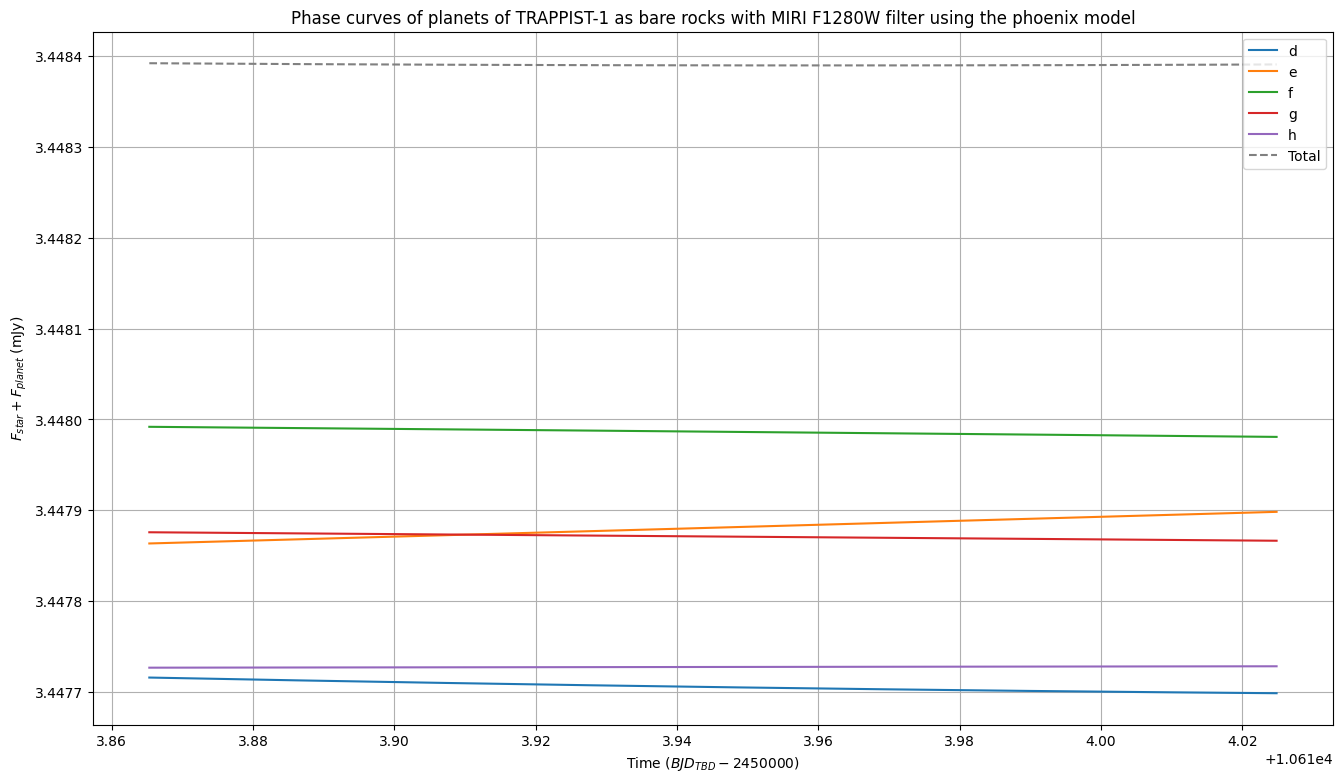 Phase curves of planets of TRAPPIST-1 as bare rocks with MIRI F1280W filter using the phoenix model
3.4484
3.4483
3.4482
3.4481
3.4480
3.4479
3.4478
3.4477
F_star + F_planet (mJy)
d
e
f
g
h
Total
3.86 3.88 3.90 3.92 3.94 3.96 3.98 4.00 4.02
+1.061e4
Time (BJD_TBD − 2450000)